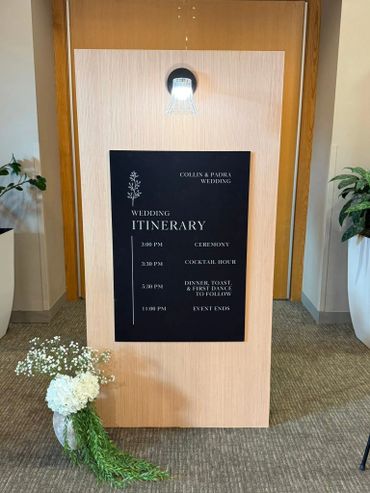 COLLIN & PADRA
WEDDING
WEDDING
ITINERARY
3:00 PM CEREMONY
3:30 PM COCKTAIL HOUR
5:30 PM DINNER, TOAST,
& FIRST DANCE
TO FOLLOW
11:00 PM EVENT ENDS